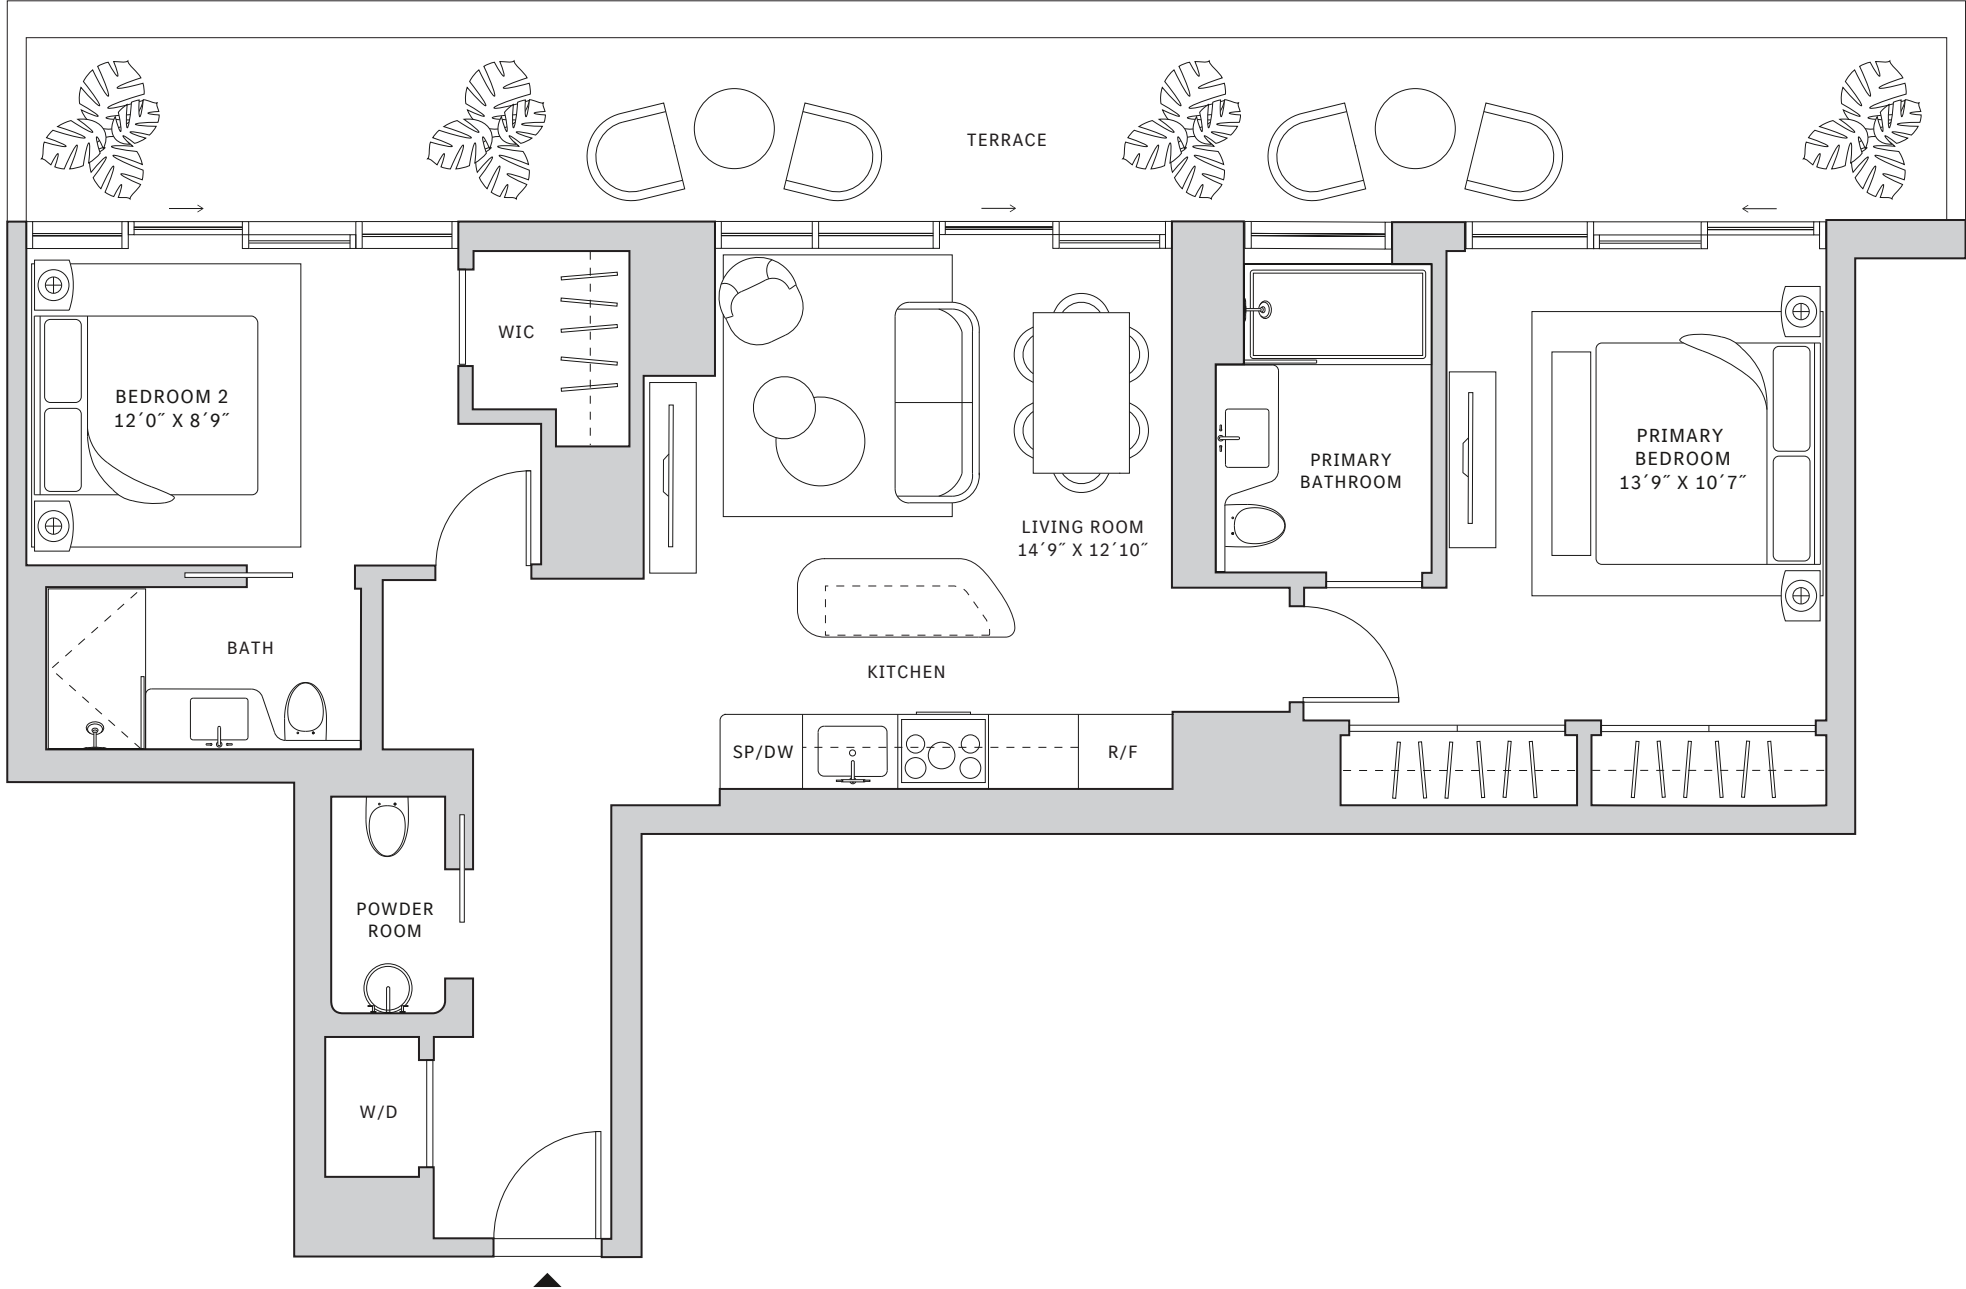 TERRACE
WIC
BEDROOM 2
12´0˝ X 8´9˝
PRIMARY
BEDROOM
13´9˝ X 10´7˝
PRIMARY
BATHROOM
LIVING ROOM
14´9˝ X 12´10˝
BATH
KITCHEN
SP/DW
R/F
POWDER
ROOM
W/D